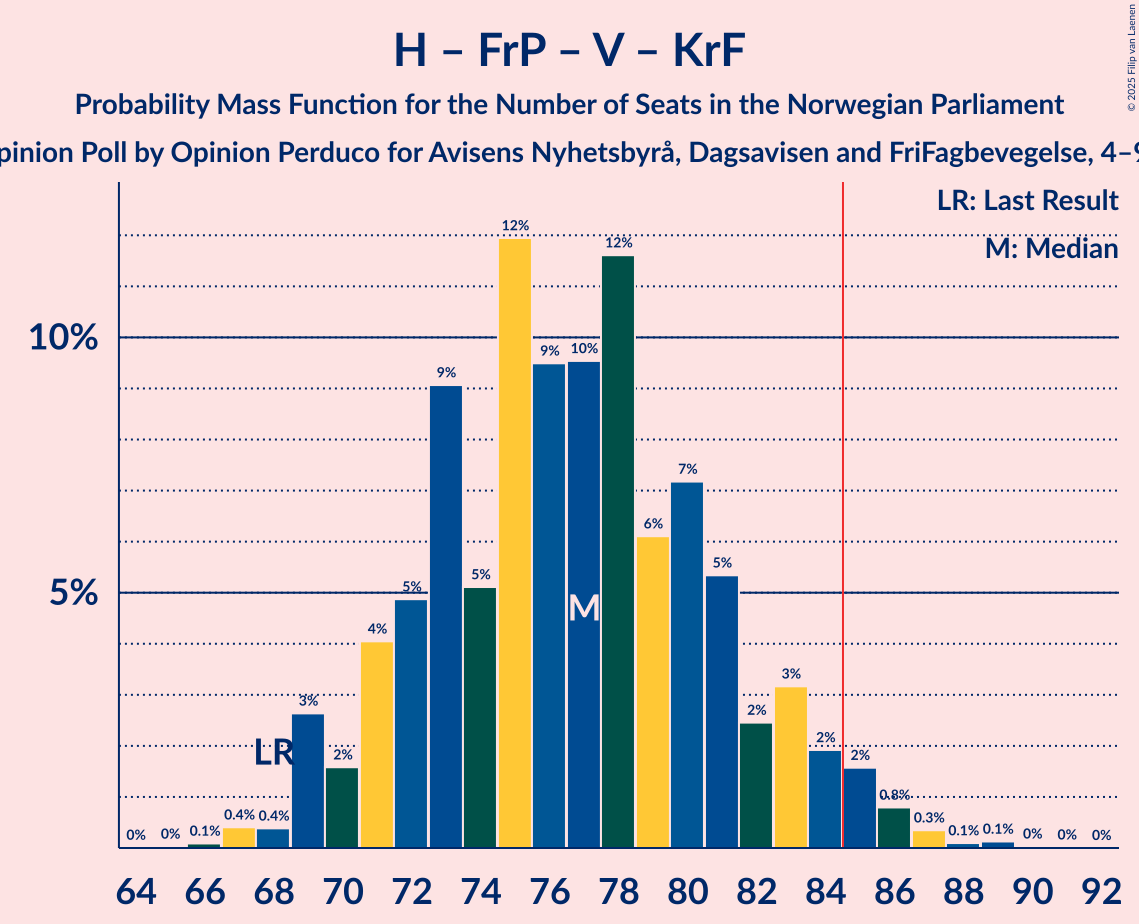 H – FrP – V – KrF
Probability Mass Function for the Number of Seats in the Norwegian Parliament
pinion Poll by Opinion Perduco for Avisens Nyhetsbyrå, Dagsavisen and FriFagbevegelse, 4–9
© 2025 Filip van Laenen
LR: Last Result
M: Median
10%
5%
0% 0% 0.1% 0.4% 0.4% 3% 2% 4% 5% 9% 5% 12% 9% 10% 12% 6% 7% 5% 2% 3% 2% 2% 0.8% 0.3% 0.1% 0.1% 0% 0% 0%
LR
M
64 66 68 70 72 74 76 78 80 82 84 86 88 90 92